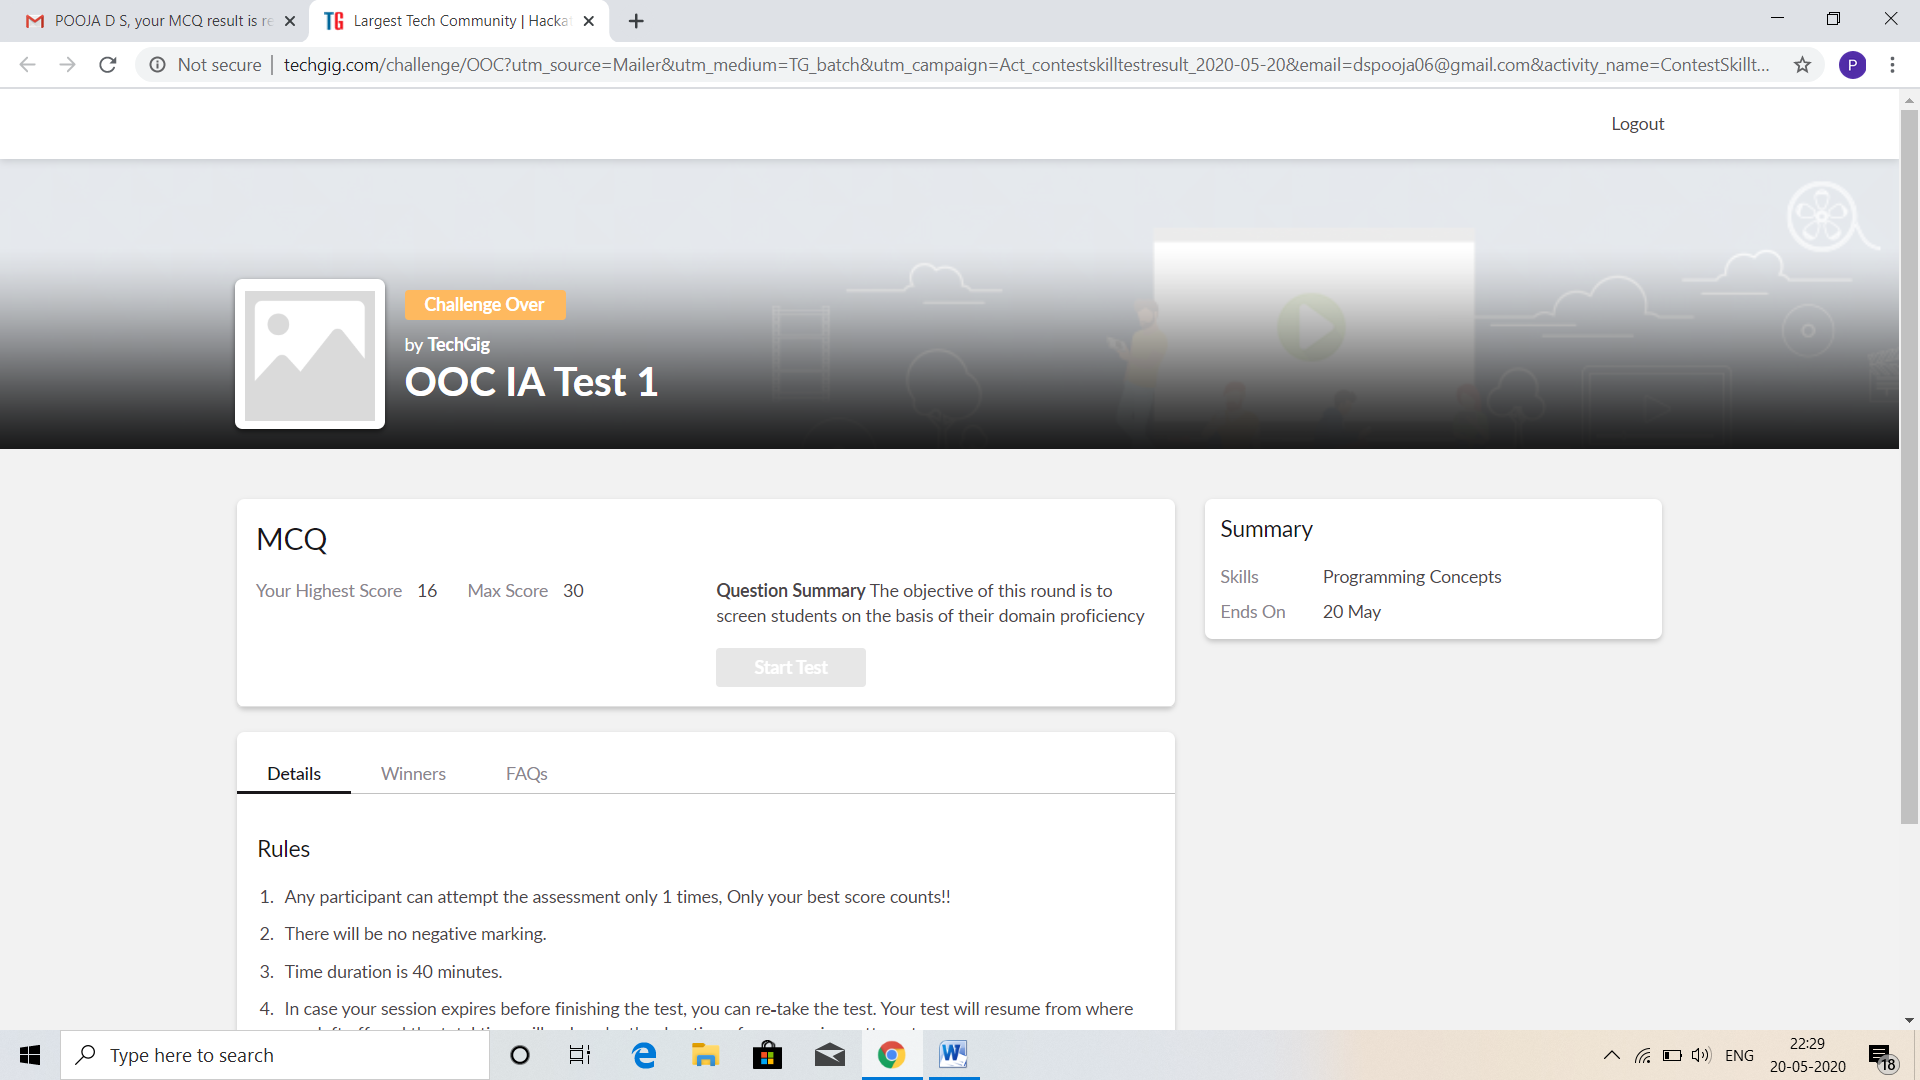 POOJA D S, your MCQ result is re
Largest Tech Community | Hacka
Not secure
techgig.com/challenge/OOC?utm_source=Mailer&utm_medium=TG_batch&utm_campaign=Act_contestskilltestresult_2020-05-20&email=dspooja06@gmail.com&activity_name=ContestSkillt...
P
Logout
Challenge Over
by TechGig
OOC IA Test 1
MCQ
Your Highest Score 16 Max Score 30
Question Summary The objective of this round is to
screen students on the basis of their domain proficiency
Start Test
Summary
Skills Programming Concepts
Ends On 20 May
Details Winners FAQs
Rules
1. Any participant can attempt the assessment only 1 times, Only your best score counts!!
2. There will be no negative marking.
3. Time duration is 40 minutes.
4. In case your session expires before finishing the test, you can re-take the test. Your test will resume from where
Type here to search
ENG
22:29
20-05-2020
18